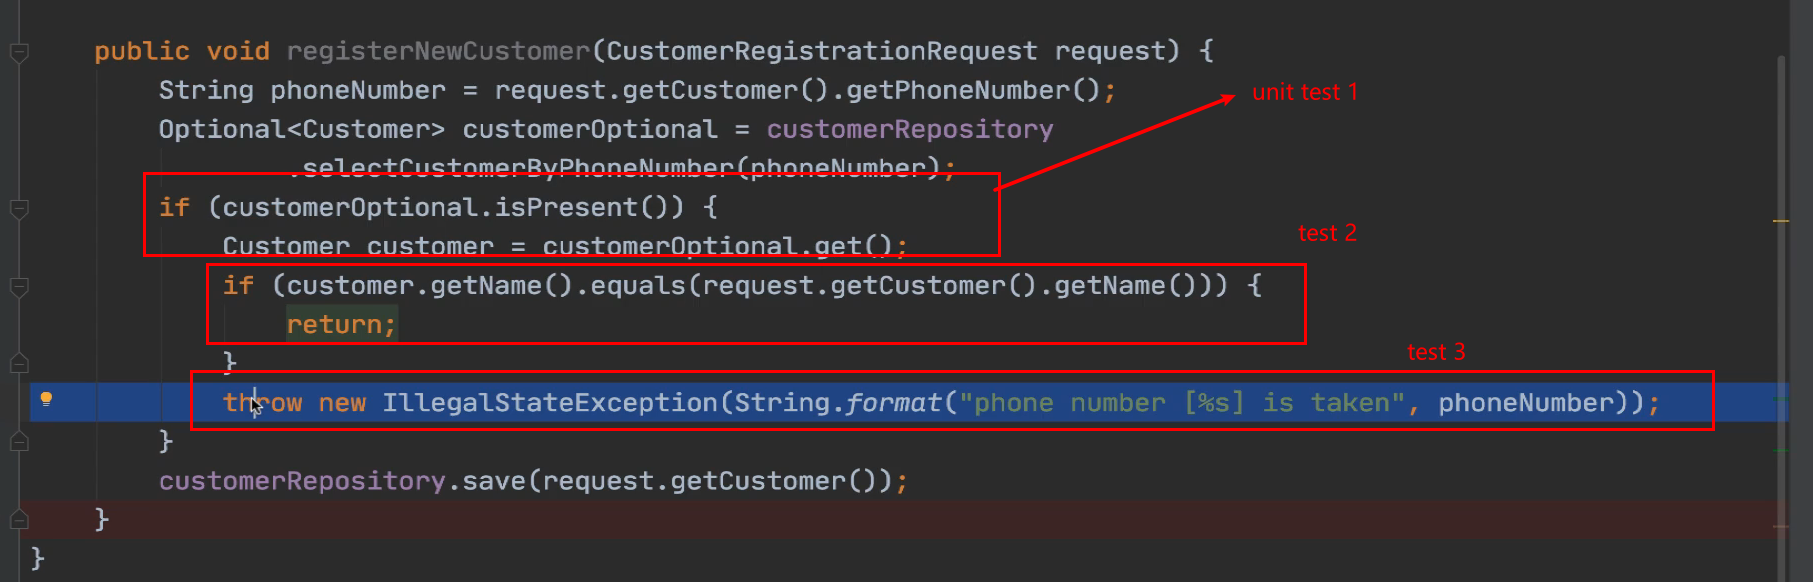 public void registerNewCustomer(CustomerRegistrationRequest request) {
String phoneNumber = request.getCustomer().getPhoneNumber();
unit test 1
Optional<Customer> customerOptional = customerRepository
.selectCustomerByPhoneNumber(phoneNumber);
if (customerOptional.isPresent()) {
Customer customer = customerOptional.get();
test 2
if (customer.getName().equals(request.getCustomer().getName())) {
return;
}
test 3
throw new IllegalStateException(String.format("phone number [%s] is taken", phoneNumber));
}
customerRepository.save(request.getCustomer());
}
}